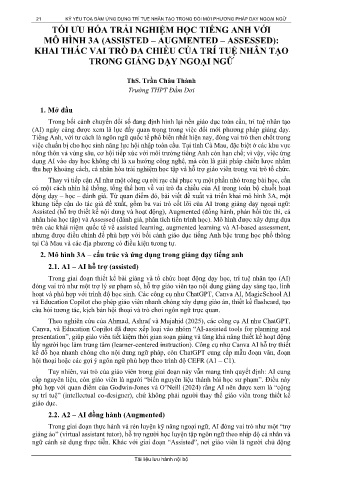 21 KỶ YẾU TỌA ĐÀM ỨNG DỤNG TRÍ TUỆ NHÂN TẠO TRONG ĐỔI MỚI PHƯƠNG PHÁP DẠY NGOẠI NGỮ
TỐI ƯU HÓA TRẢI NGHIỆM HỌC TIẾNG ANH VỚI
MÔ HÌNH 3A (ASSISTED – AUGMENTED – ASSESSED):
KHAI THÁC VAI TRÒ ĐA CHIỀU CỦA TRÍ TUỆ NHÂN TẠO
TRONG GIẢNG DẠY NGOẠI NGỮ
ThS. Trần Châu Thành
Trường THPT Đầm Dơi
1. Mở đầu
Trong bối cảnh chuyển đổi số đang định hình lại nền giáo dục toàn cầu, trí tuệ nhân tạo
(AI) ngày càng được xem là lực đẩy quan trọng trong việc đổi mới phương pháp giảng dạy.
Tiếng Anh, với tư cách là ngôn ngữ quốc tế phổ biến nhất hiện nay, đóng vai trò then chốt trong
việc chuẩn bị cho học sinh năng lực hội nhập toàn cầu. Tại tỉnh Cà Mau, đặc biệt ở các khu vực
nông thôn và vùng sâu, cơ hội tiếp xúc với môi trường tiếng Anh còn hạn chế; vì vậy, việc ứng
dụng AI vào dạy học không chỉ là xu hướng công nghệ, mà còn là giải pháp chiến lược nhằm
thu hẹp khoảng cách, cá nhân hóa trải nghiệm học tập và hỗ trợ giáo viên trong vai trò tổ chức.
Thay vì tiếp cận AI như một công cụ rời rạc chỉ phục vụ một phần nhỏ trong bài học, cần
có một cách nhìn hệ thống, tổng thể hơn về vai trò đa chiều của AI trong toàn bộ chuỗi hoạt
động dạy – học – đánh giá. Từ quan điểm đó, bài viết đề xuất và triển khai mô hình 3A, một
khung tiếp cận do tác giả đề xuất, gồm ba vai trò cốt lõi của AI trong giảng dạy ngoại ngữ:
Assisted (hỗ trợ thiết kế nội dung và hoạt động), Augmented (đồng hành, phản hồi tức thì, cá
nhân hóa học tập) và Assessed (đánh giá, phân tích tiến trình học). Mô hình được xây dựng dựa
trên các khái niệm quốc tế về assisted learning, augmented learning và AI-based assessment,
nhưng được điều chỉnh để phù hợp với bối cảnh giáo dục tiếng Anh bậc trung học phổ thông
tại Cà Mau và các địa phương có điều kiện tương tự.
2. Mô hình 3A – cấu trúc và ứng dụng trong giảng dạy tiếng anh
2.1. A1 – AI hỗ trợ (assisted)
Trong giai đoạn thiết kế bài giảng và tổ chức hoạt động dạy học, trí tuệ nhân tạo (AI)
đóng vai trò như một trợ lý sư phạm số, hỗ trợ giáo viên tạo nội dung giảng dạy sáng tạo, linh
hoạt và phù hợp với trình độ học sinh. Các công cụ như ChatGPT, Canva AI, MagicSchool AI
và Education Copilot cho phép giáo viên nhanh chóng xây dựng giáo án, thiết kế flashcard, tạo
câu hỏi tương tác, kịch bản hội thoại và trò chơi ngôn ngữ trực quan.
Theo nghiên cứu của Ahmad, Ashraf và Mujahid (2025), các công cụ AI như ChatGPT,
Canva, và Education Copilot đã được xếp loại vào nhóm “AI-assisted tools for planning and
presentation”, giúp giáo viên tiết kiệm thời gian soạn giảng và tăng khả năng thiết kế hoạt động
lấy người học làm trung tâm (learner-centered instruction). Công cụ như Canva AI hỗ trợ thiết
kế đồ họa nhanh chóng cho nội dung ngữ pháp, còn ChatGPT cung cấp mẫu đoạn văn, đoạn
hội thoại hoặc các gợi ý ngôn ngữ phù hợp theo trình độ CEFR (A1 – C1).
Tuy nhiên, vai trò của giáo viên trong giai đoạn này vẫn mang tính quyết định: AI cung
cấp nguyên liệu, còn giáo viên là người “biến nguyên liệu thành bài học sư phạm”. Điều này
phù hợp với quan điểm của Godwin-Jones và O’Neill (2024) rằng AI nên được xem là “cộng
sự trí tuệ” (intellectual co-designer), chứ không phải người thay thế giáo viên trong thiết kế
giáo dục.
2.2. A2 – AI đồng hành (Augmented)
Trong giai đoạn thực hành và rèn luyện kỹ năng ngoại ngữ, AI đóng vai trò như một “trợ
giảng ảo” (virtual assistant tutor), hỗ trợ người học luyện tập ngôn ngữ theo nhịp độ cá nhân và
ngữ cảnh sử dụng thực tiễn. Khác với giai đoạn “Assisted”, nơi giáo viên là người chủ động
Tài liệu lưu hành nội bộ